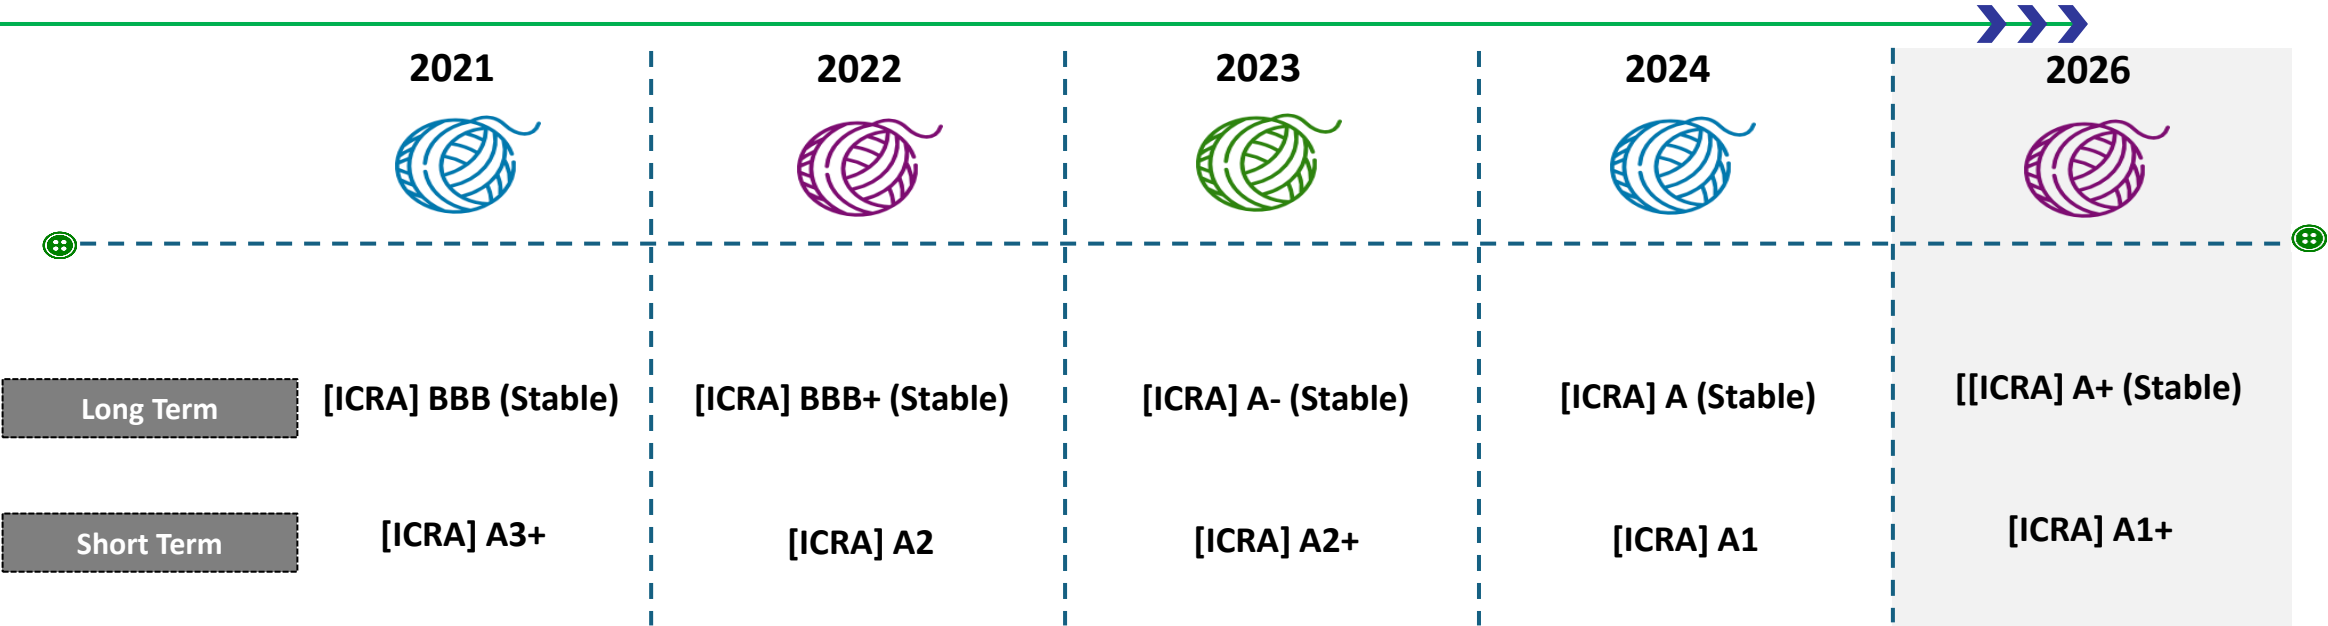 2021 2022 2023 2024 2026
Long Term [ICRA] BBB (Stable) [ICRA] BBB+ (Stable) [ICRA] A- (Stable) [ICRA] A (Stable) [[ICRA] A+ (Stable)
Short Term [ICRA] A3+ [ICRA] A2 [ICRA] A2+ [ICRA] A1 [ICRA] A1+